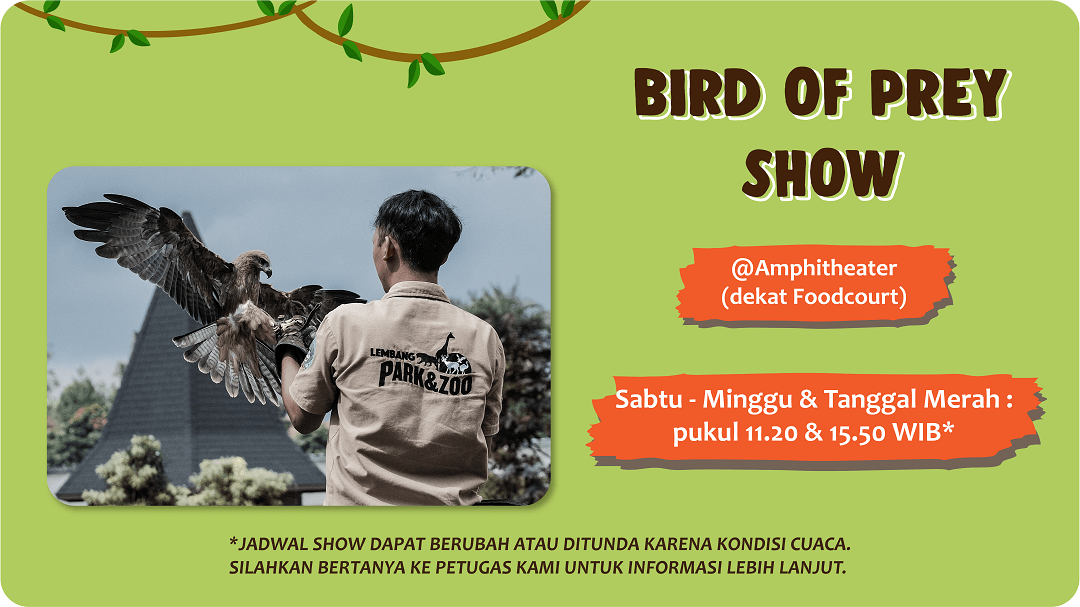 BIRD OF PREY
SHOW
@Amphitheater
(dekat Foodcourt)
LEMBANG
PARK&ZOO
Sabtu - Minggu & Tanggal Merah :
pukul 11.20 & 15.50 WIB*
*JADWAL SHOW DAPAT BERUBAH ATAU DITUNDA KARENA KONDISI CUACA.
SILAHKAN BERTANYA KE PETUGAS KAMI UNTUK INFORMASI LEBIH LANJUT.